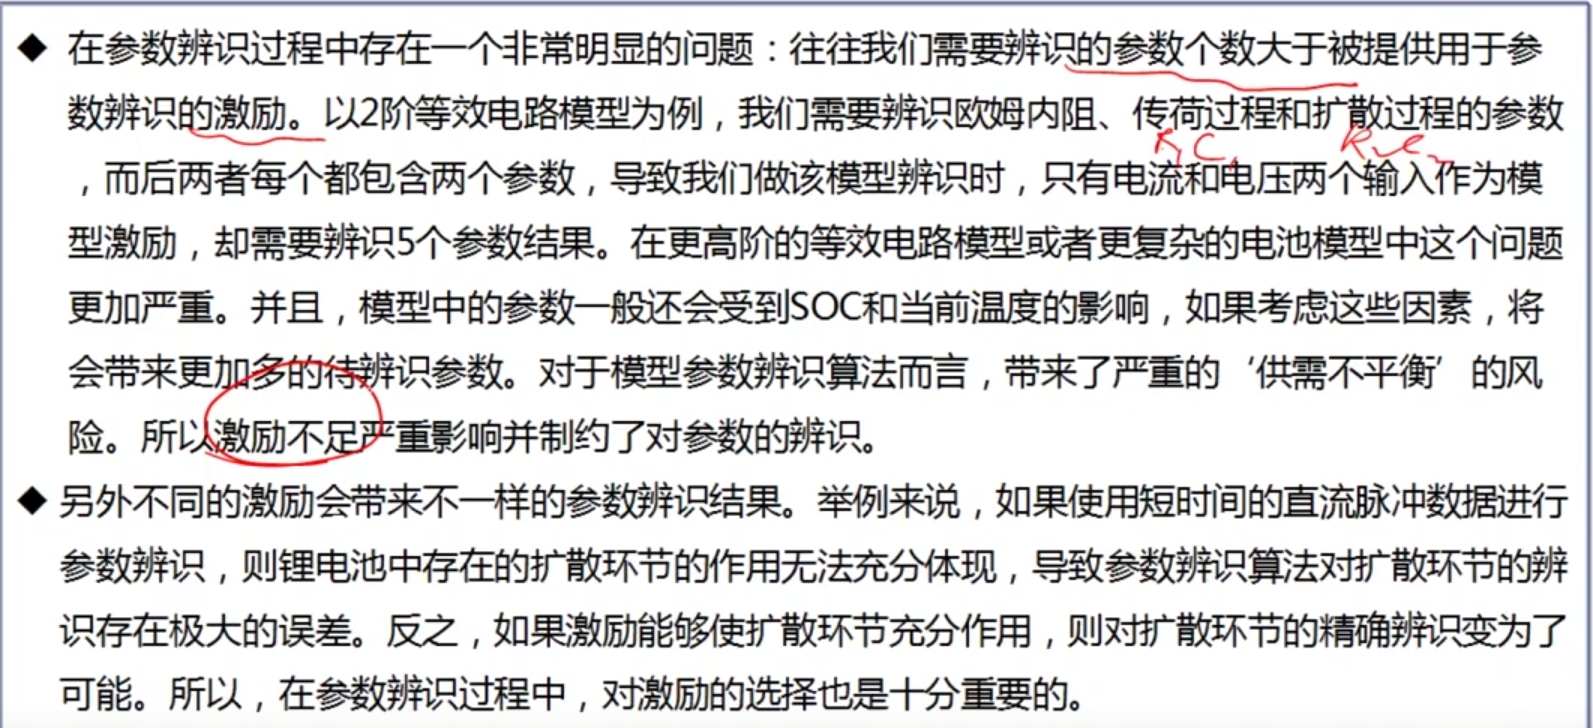 ◆ 在参数辨识过程中存在一个非常明显的问题：往往我们需要辨识的参数个数大于被提供用于参
数辨识的激励。以2阶等效电路模型为例，我们需要辨识欧姆内阻、传荷过程和扩散过程的参数
R₁C₁ R₂C₂
，而后两者每个都包含两个参数，导致我们做该模型辨识时，只有电流和电压两个输入作为模
型激励，却需要辨识5个参数结果。在更高阶的等效电路模型或者更复杂的电池模型中这个问题
更加严重。并且，模型中的参数一般还会受到SOC和当前温度的影响，如果考虑这些因素，将
会带来更加多的待辨识参数。对于模型参数辨识算法而言，带来了严重的‘供需不平衡’的风
险。所以激励不足严重影响并制约了对参数的辨识。
◆ 另外不同的激励会带来不一样的参数辨识结果。举例来说，如果使用短时间的直流脉冲数据进行
参数辨识，则锂电池中存在的扩散环节的作用无法充分体现，导致参数辨识算法对扩散环节的辨
识存在极大的误差。反之，如果激励能够使扩散环节充分作用，则对扩散环节的精确辨识变为了
可能。所以，在参数辨识过程中，对激励的选择也是十分重要的。